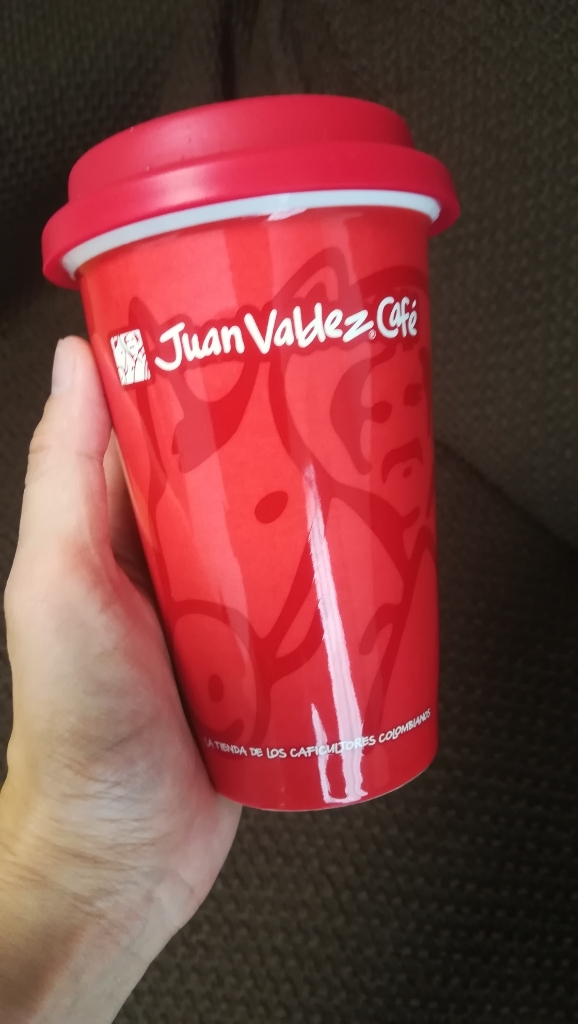 Juan Valdez® Café
LA TIENDA DE LOS CAFICULTORES COLOMBIANOS